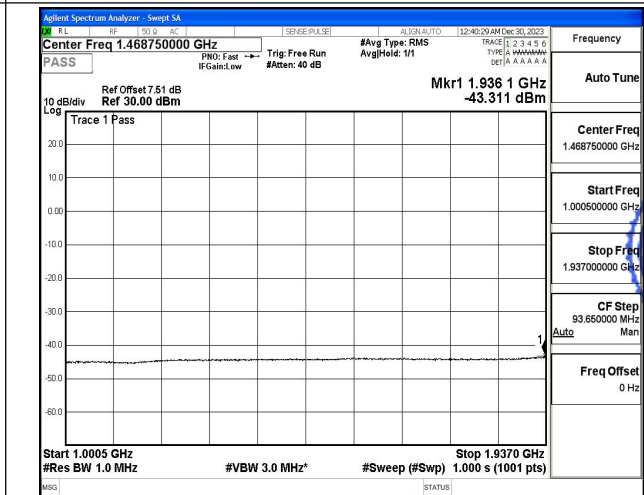 Agilent Spectrum Analyzer - Swept SA
RL RF 50 Ω AC SENSE:PULSE ALIGN AUTO 12:40:29 AM Dec 30, 2023
Center Freq 1.468750000 GHz
PASS
PNO: Fast
IFGain:Low
Trig: Free Run
#Atten: 40 dB
#Avg Type: RMS
Avg|Hold: 1/1
TRACE 1 2 3 4 5 6
TYPE A WWWWW
DET A A A A A A
Ref Offset 7.51 dB
10 dB/div Ref 30.00 dBm
Log
Mkr1 1.936 1 GHz
-43.311 dBm
Trace 1 Pass
20.0
10.0
0.00
-10.0
-20.0
-30.0
-40.0
-50.0
-60.0
1
Start 1.0005 GHz Stop 1.9370 GHz
#Res BW 1.0 MHz #VBW 3.0 MHz* #Sweep (#Swp) 1.000 s (1001 pts)
MSG STATUS
Frequency
Auto Tune
Center Freq
1.468750000 GHz
Start Freq
1.000500000 GHz
Stop Freq
1.937000000 GHz
CF Step
93.650000 MHz
Auto Man
Freq Offset
0 Hz